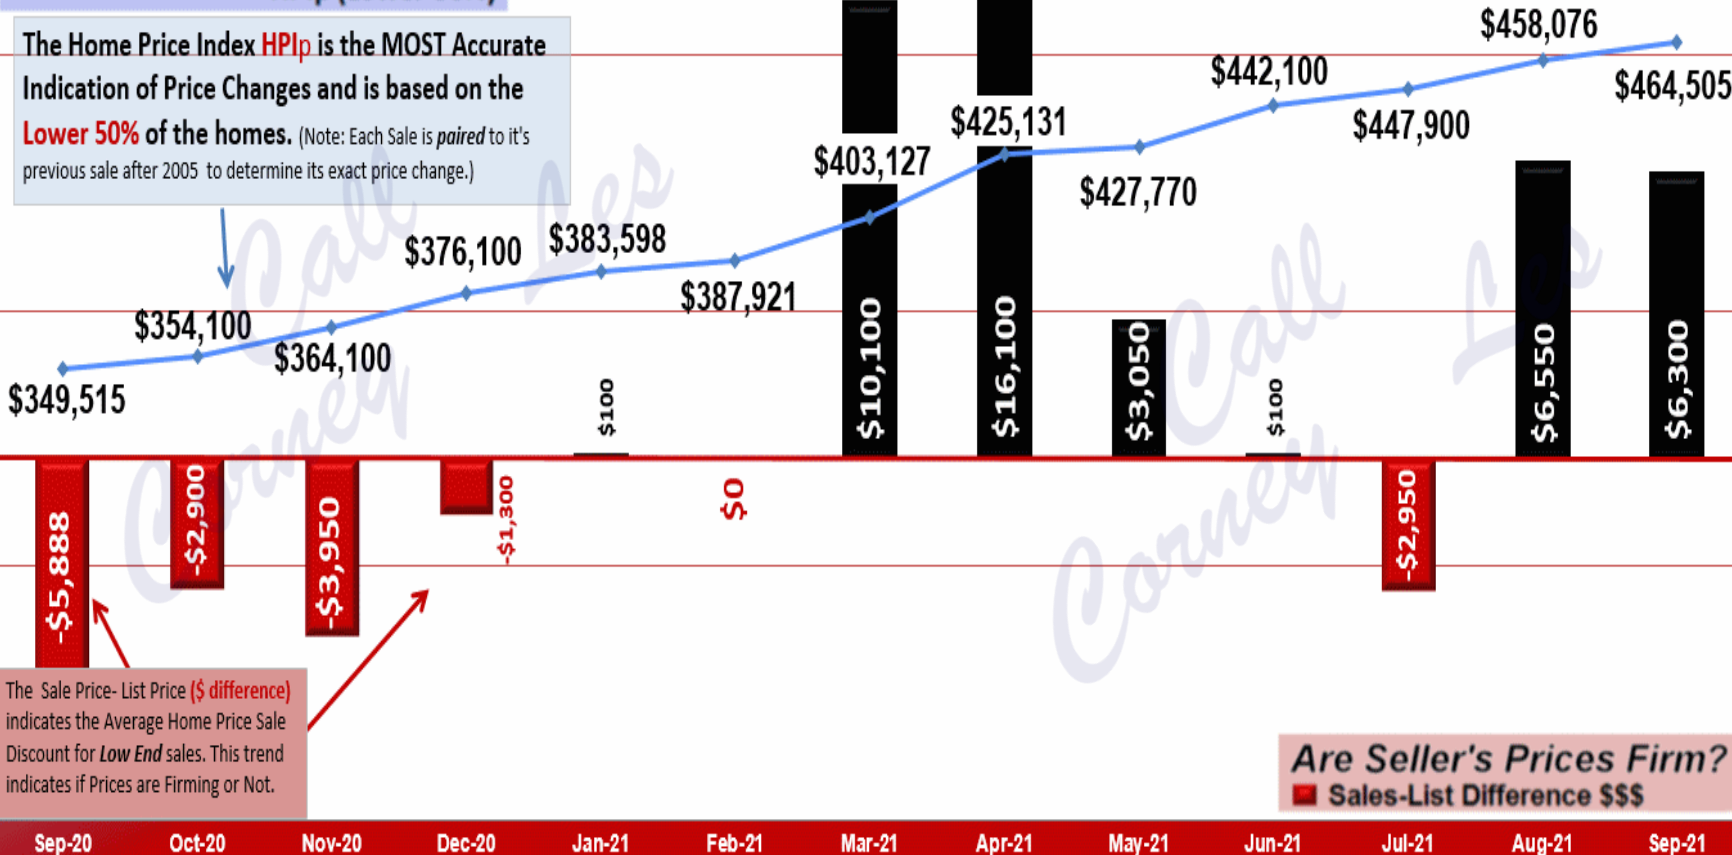 The Home Price Index HPIp is the MOST Accurate
Indication of Price Changes and is based on the
Lower 50% of the homes. (Note: Each Sale is paired to it's
previous sale after 2005 to determine its exact price change.)
$349,515
$354,100
$364,100
$376,100
$383,598
$387,921
$403,127
$425,131
$427,770
$442,100
$447,900
$458,076
$464,505
-$5,888
-$2,900
-$3,950
-$1,300
$100
$0
$10,100
$16,100
$3,050
$100
-$2,950
$6,550
$6,300
Call Les
Corney
Call Les
Corney
The Sale Price- List Price ($ difference)
indicates the Average Home Price Sale
Discount for Low End sales. This trend
indicates if Prices are Firming or Not.
Are Seller's Prices Firm?
Sales-List Difference $$$
Sep-20 Oct-20 Nov-20 Dec-20 Jan-21 Feb-21 Mar-21 Apr-21 May-21 Jun-21 Jul-21 Aug-21 Sep-21